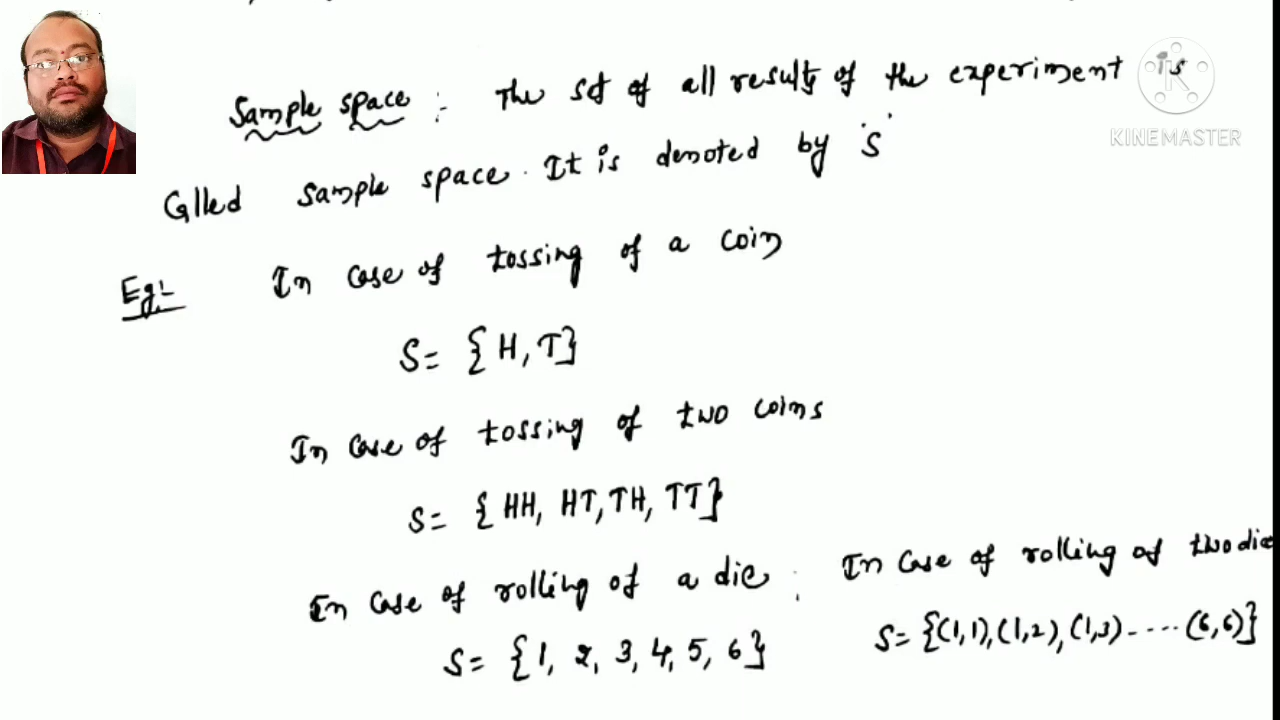 Sample space : The set of all results of the experiment is
Called sample space. It is denoted by 'S'
KINEMASTER
Eg:- In case of tossing of a coin
S = {H, T}
In case of tossing of two coins
S = {HH, HT, TH, TT}
In case of rolling of a die : In case of rolling of two dice
S = {1, 2, 3, 4, 5, 6} S = {(1,1), (1,2), (1,3) - ---- (6,6)}